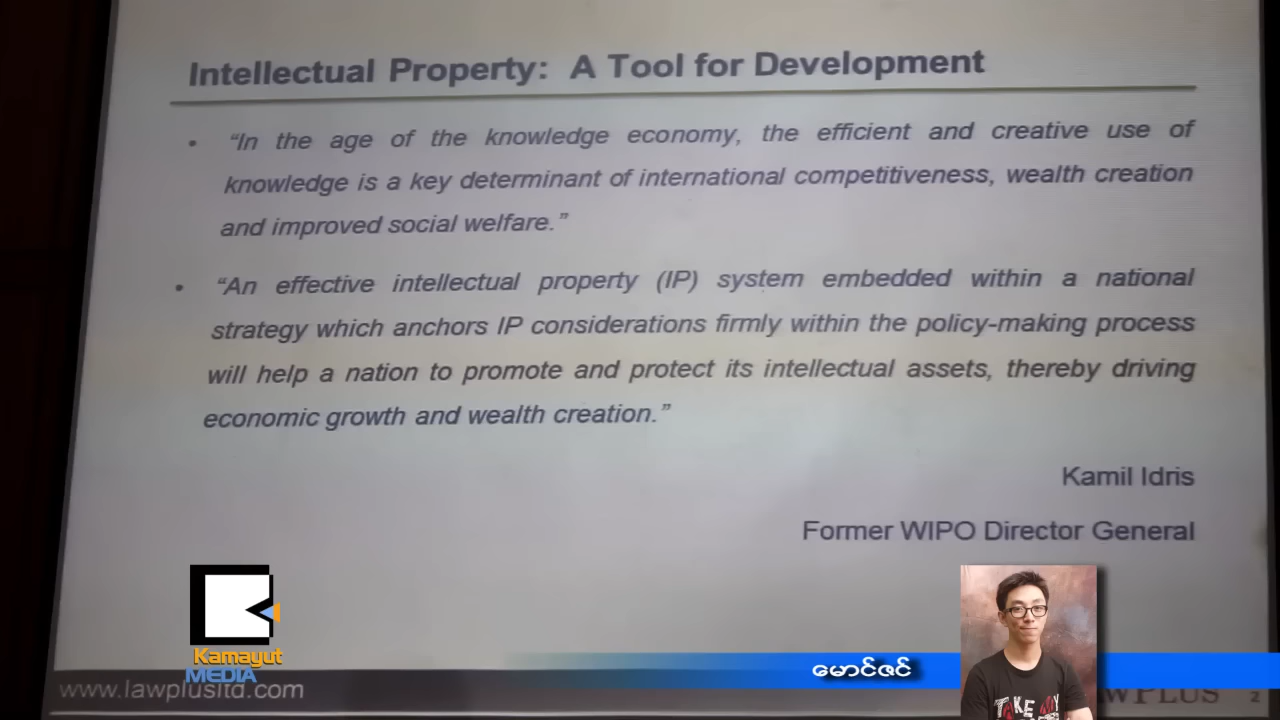 Intellectual Property: A Tool for Development
• “In the age of the knowledge economy, the efficient and creative use of
knowledge is a key determinant of international competitiveness, wealth creation
and improved social welfare.”
• “An effective intellectual property (IP) system embedded within a national
strategy which anchors IP considerations firmly within the policy-making process
will help a nation to promote and protect its intellectual assets, thereby driving
economic growth and wealth creation.”
Kamil Idris
Former WIPO Director General
Kamayut
MEDIA
မောင်ဇင်
www.lawplusltd.com
TAKE MY
WPLUS 2